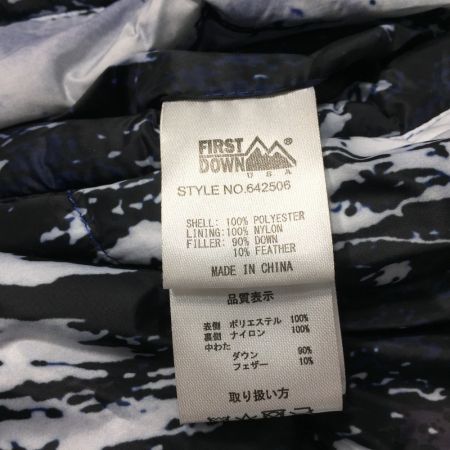 FIRST
DOWN®
USA
STYLE NO.642506
SHELL: 100% POLYESTER
LINING:100% NYLON
FILLER: 90% DOWN
10% FEATHER
MADE IN CHINA
品質表示
表側 ポリエステル 100%
裏側 ナイロン 100%
中わた
ダウン 90%
フェザー 10%
取り扱い方